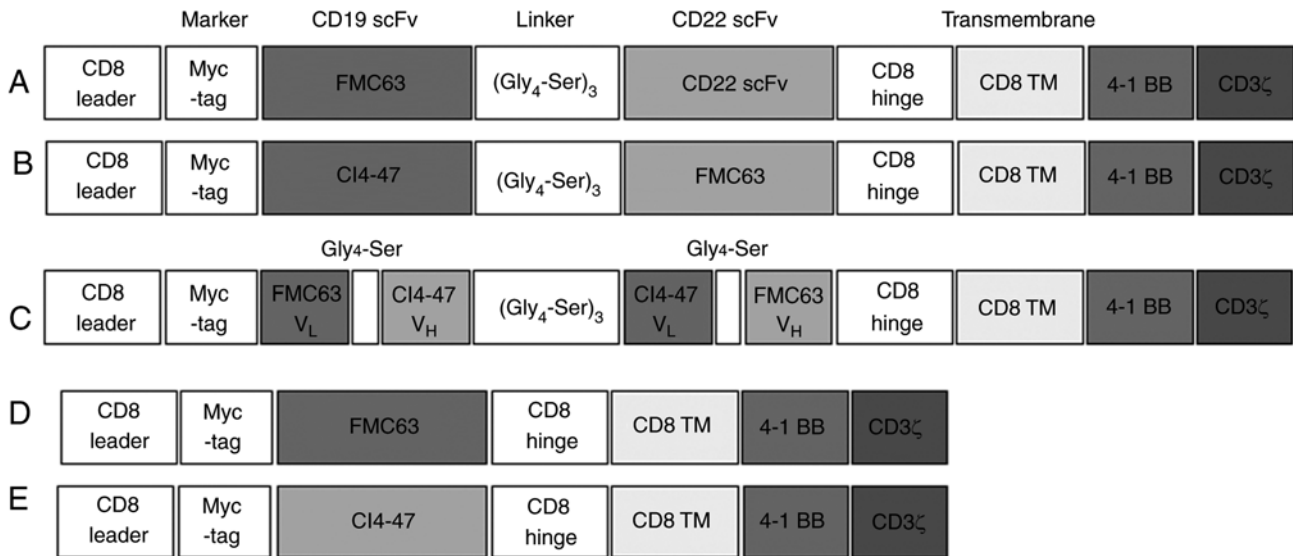 Marker CD19 scFv Linker CD22 scFv Transmembrane
A CD8 leader Myc -tag FMC63 (Gly4-Ser)3 CD22 scFv CD8 hinge CD8 TM 4-1 BB CD3ζ
B CD8 leader Myc -tag CI4-47 (Gly4-Ser)3 FMC63 CD8 hinge CD8 TM 4-1 BB CD3ζ
Gly4-Ser Gly4-Ser
C CD8 leader Myc -tag FMC63 VL CI4-47 VH (Gly4-Ser)3 CI4-47 VL FMC63 VH CD8 hinge CD8 TM 4-1 BB CD3ζ
D CD8 leader Myc -tag FMC63 CD8 hinge CD8 TM 4-1 BB CD3ζ
E CD8 leader Myc -tag CI4-47 CD8 hinge CD8 TM 4-1 BB CD3ζ